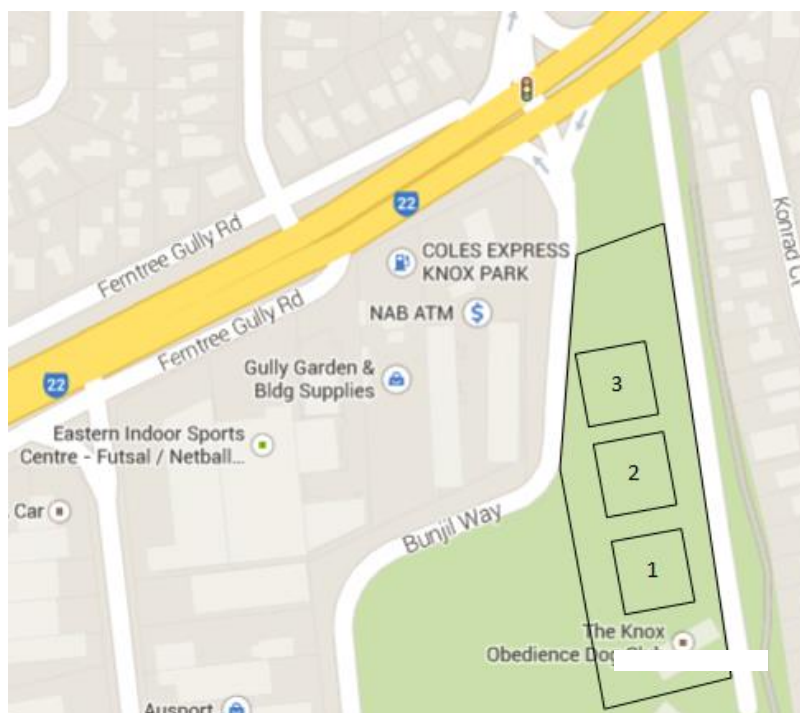 22
Ferntree Gully Rd
COLES EXPRESS
KNOX PARK
Konrad Ct
Ferntree Gully Rd
NAB ATM
Gully Garden &
Bldg Supplies
22
3
Eastern Indoor Sports
Centre - Futsal / Netball...
2
Car
Bunjil Way
1
The Knox
Obedience Dog
Ausport